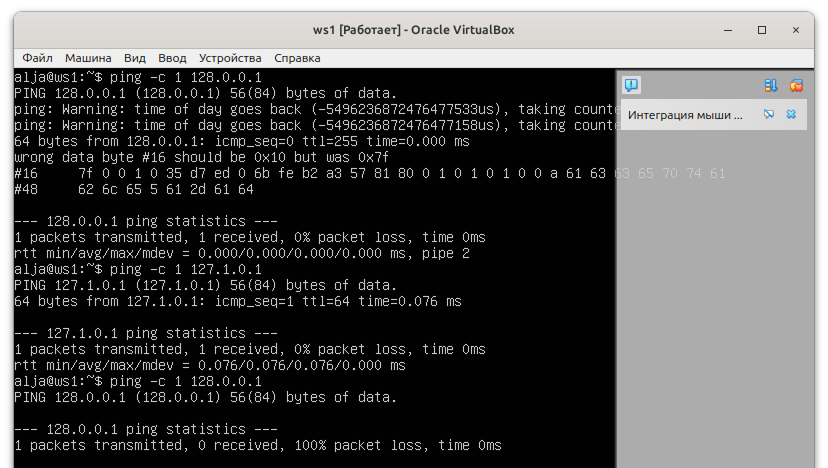 ws1 [Работает] - Oracle VirtualBox
Файл Машина Вид Ввод Устройства Справка
alja@ws1:~$ ping -c 1 128.0.0.1
PING 128.0.0.1 (128.0.0.1) 56(84) bytes of data.
ping: Warning: time of day goes back (-5496236872476477533us), taking counte
ping: Warning: time of day goes back (-5496236872476477158us), taking counte
Интеграция мыши ...
64 bytes from 128.0.0.1: icmp_seq=0 ttl=255 time=0.000 ms
wrong data byte #16 should be 0x10 but was 0x7f
#16 7f 0 0 1 0 35 d7 ed 0 6b fe b2 a3 57 81 80 0 1 0 1 0 1 0 0 a 61 63 63 65 70 74 61
#48 62 6c 65 5 61 2d 61 64
--- 128.0.0.1 ping statistics ---
1 packets transmitted, 1 received, 0% packet loss, time 0ms
rtt min/avg/max/mdev = 0.000/0.000/0.000/0.000 ms, pipe 2
alja@ws1:~$ ping -c 1 127.1.0.1
PING 127.1.0.1 (127.1.0.1) 56(84) bytes of data.
64 bytes from 127.1.0.1: icmp_seq=1 ttl=64 time=0.076 ms
--- 127.1.0.1 ping statistics ---
1 packets transmitted, 1 received, 0% packet loss, time 0ms
rtt min/avg/max/mdev = 0.076/0.076/0.076/0.000 ms
alja@ws1:~$ ping -c 1 128.0.0.1
PING 128.0.0.1 (128.0.0.1) 56(84) bytes of data.
--- 128.0.0.1 ping statistics ---
1 packets transmitted, 0 received, 100% packet loss, time 0ms